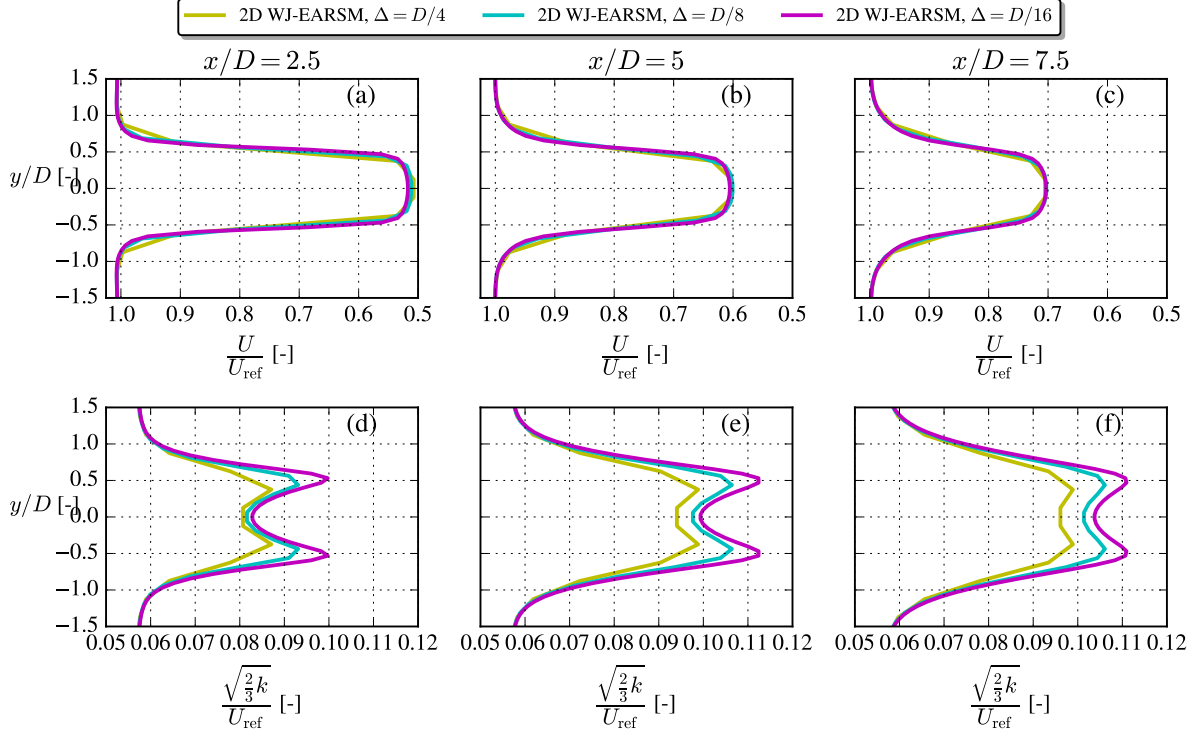 2D WJ-EARSM, Δ = D/4 2D WJ-EARSM, Δ = D/8 2D WJ-EARSM, Δ = D/16
x/D = 2.5 x/D = 5 x/D = 7.5
(a) (b) (c)
1.5
1.0
0.5
y/D [-] 0.0
−0.5
−1.0
−1.5
1.0 0.9 0.8 0.7 0.6 0.5 1.0 0.9 0.8 0.7 0.6 0.5 1.0 0.9 0.8 0.7 0.6 0.5
U/U_ref [-] U/U_ref [-] U/U_ref [-]
(d) (e) (f)
1.5
1.0
0.5
y/D [-] 0.0
−0.5
−1.0
−1.5
0.05 0.06 0.07 0.08 0.09 0.10 0.11 0.12 0.05 0.06 0.07 0.08 0.09 0.10 0.11 0.12 0.05 0.06 0.07 0.08 0.09 0.10 0.11 0.12
√(2/3 k)/U_ref [-] √(2/3 k)/U_ref [-] √(2/3 k)/U_ref [-]